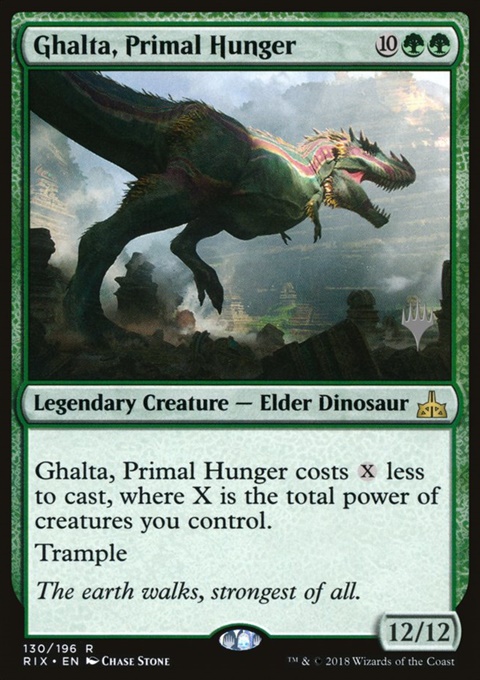 Ghalta, Primal Hunger 10
Legendary Creature — Elder Dinosaur
Ghalta, Primal Hunger costs X less
to cast, where X is the total power of
creatures you control.
Trample
The earth walks, strongest of all.
12/12
130/196 R
RIX • EN Chase Stone
™ & © 2018 Wizards of the Coast